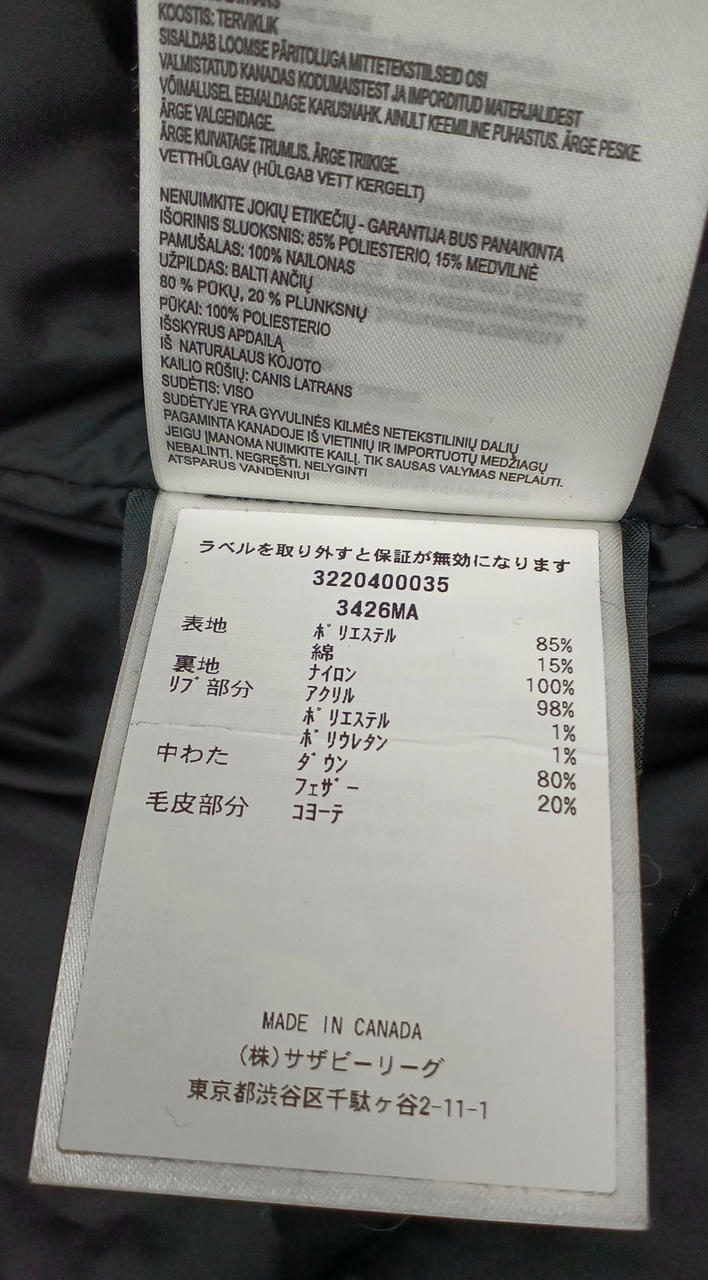 KOOSTIS: TERVIKLIK
SISALDAB LOOMSE PÄRITOLUGA MITTETEKSTIILSEID OSI
VALMISTATUD KANADAS KODUMAISTEST JA IMPORDITUD MATERJALIDEST
VÕIMALUSEL EEMALDAGE KARUSNAHK. AINULT KEEMILINE PUHASTUS. ÄRGE PESKE.
ÄRGE VALGENDAGE.
ÄRGE KUIVATAGE TRUMLIS. ÄRGE TRIIKIGE.
VETTHÜLGAV (HÜLGAB VETT KERGELT)
NENUIMKITE JOKIŲ ETIKEČIŲ - GARANTIJA BUS PANAIKINTA
IŠORINIS SLUOKSNIS: 85% POLIESTERIO, 15% MEDVILNĖ
PAMUŠALAS: 100% NAILONAS
UŽPILDAS: BALTI ANČIŲ
80 % PŪKŲ, 20 % PLUNKSNŲ
PŪKAI: 100% POLIESTERIO
IŠSKYRUS APDAILĄ
IŠ NATURALAUS KOJOTO
KAILIO RŪŠIŲ: CANIS LATRANS
SUDĖTIS: VISO
SUDĖTYJE YRA GYVULINĖS KILMĖS NETEKSTILINIŲ DALIŲ
PAGAMINTA KANADOJE IŠ VIETINIŲ IR IMPORTUOTŲ MEDŽIAGŲ
JEIGU ĮMANOMA NUIMKITE KAILĮ. TIK SAUSAS VALYMAS NEPLAUTI.
NEBALINTI. NEGRĘŠTI. NELYGINTI
ATSPARUS VANDENIUI
ラベルを取り外すと保証が無効になります
3220400035
3426MA
表地 ポリエステル 85%
綿 15%
裏地 ナイロン 100%
リブ部分 アクリル 98%
ポリエステル 1%
ポリウレタン 1%
中わた ダウン 80%
フェザー 20%
毛皮部分 コヨーテ
MADE IN CANADA
(株)サザビーリーグ
東京都渋谷区千駄ヶ谷2-11-1